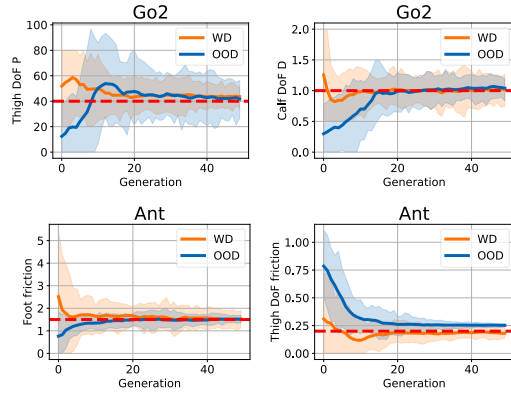 Go2
Thigh DoF P
100
80
60
40
20
0
WD
OOD
0 20 40
Generation
Go2
Calf DoF D
2.0
1.5
1.0
0.5
0.0
WD
OOD
0 20 40
Generation
Ant
Foot friction
5
4
3
2
1
0
WD
OOD
0 20 40
Generation
Ant
Thigh DoF friction
1.00
0.75
0.50
0.25
0.00
WD
OOD
0 20 40
Generation